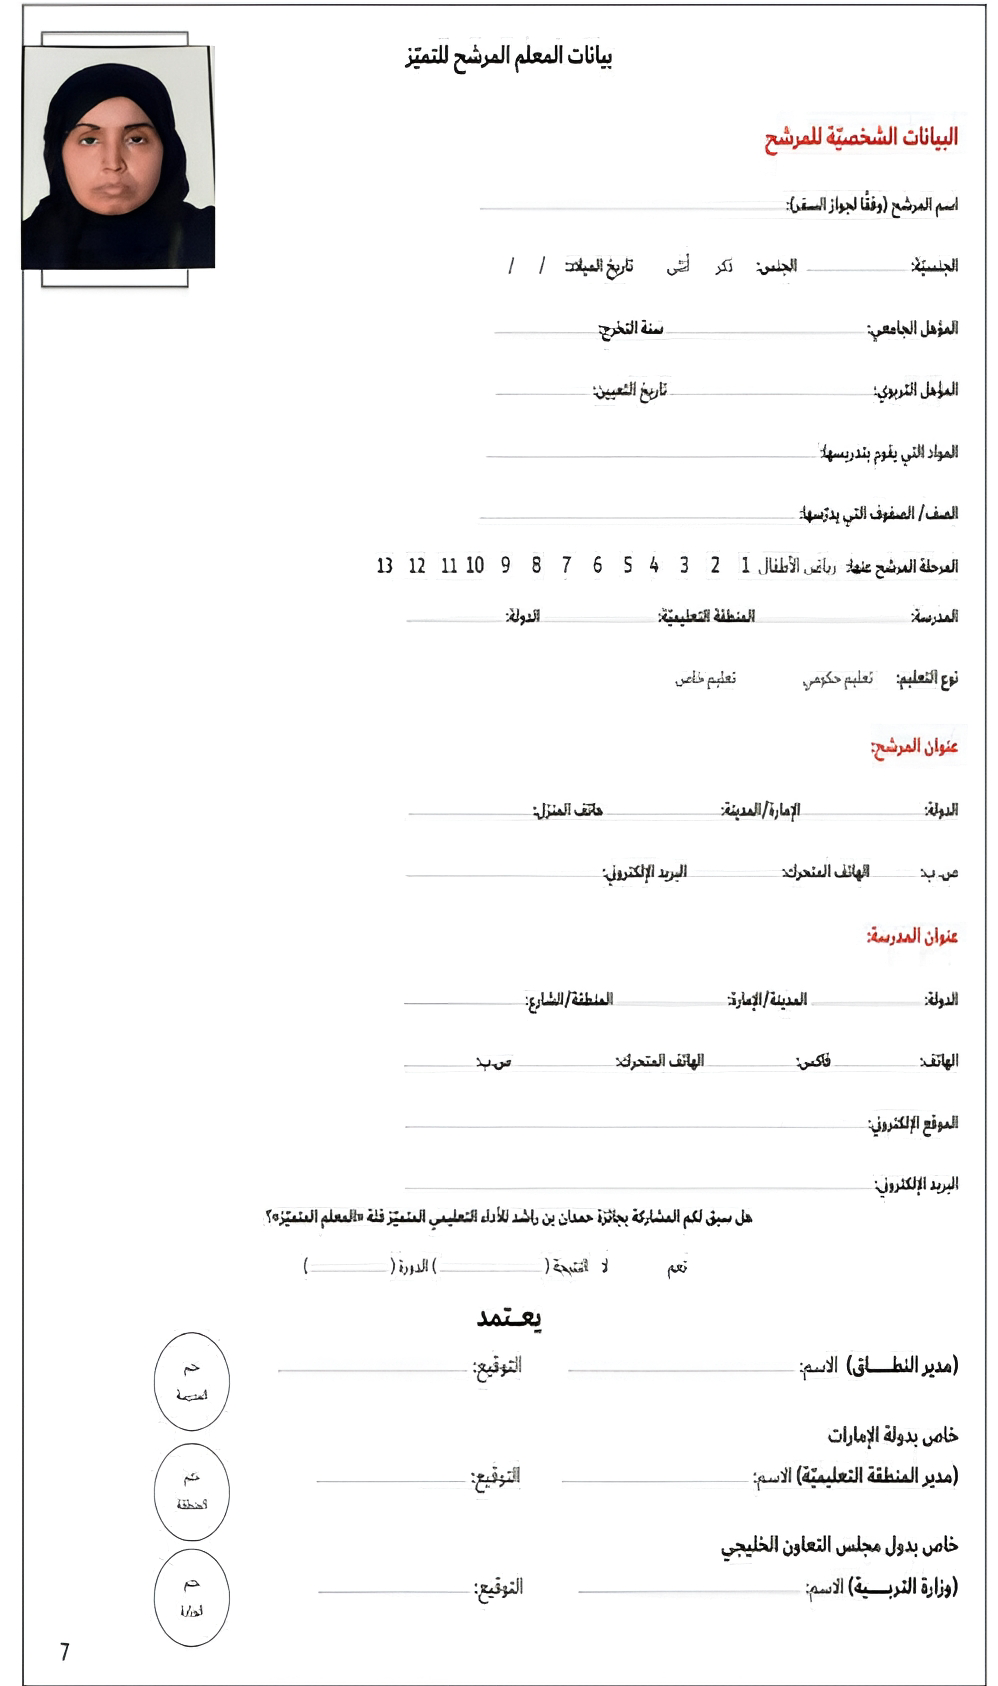 بيانات المعلم المرشح للتميّز
البيانات الشخصيّة للمرشح
اسم المرشح (وفقًا لجواز السفر):
الجنسيّة: الجنس: ذكر أنثى تاريخ الميلاد: / /
المؤهل الجامعي: سنة التخرج:
المؤهل التربوي: تاريخ التعيين:
المواد التي يقوم بتدريسها:
الصف/ الصفوف التي يدرّسها:
المرحلة المرشح عنها: رياض الأطفال 1 2 3 4 5 6 7 8 9 10 11 12 13
المدرسة: المنطقة التعليميّة: الدولة:
نوع التعليم: تعليم حكومي تعليم خاص
عنوان المرشح:
الدولة: الإمارة/المدينة: هاتف المنزل:
ص.ب: الهاتف المتحرك: البريد الإلكتروني:
عنوان المدرسة:
الدولة: المدينة/الإمارة: المنطقة/الشارع:
الهاتف: فاكس: الهاتف المتحرك: ص.ب:
الموقع الإلكتروني:
البريد الإلكتروني:
هل سبق لكم المشاركة بجائزة حمدان بن راشد للأداء التعليمي المتميّز فئة «المعلم المتميّز»؟
نعم لا النتيجة ( ) الدورة ( )
يعـتمد
(مدير النطـــاق) الاسم: التوقيع:
ختم
المدرسة
خاص بدولة الإمارات
(مدير المنطقة التعليميّة) الاسم: التوقيع:
ختم
المنطقة
خاص بدول مجلس التعاون الخليجي
(وزارة التربـــية) الاسم: التوقيع:
ختم
الوزارة
7